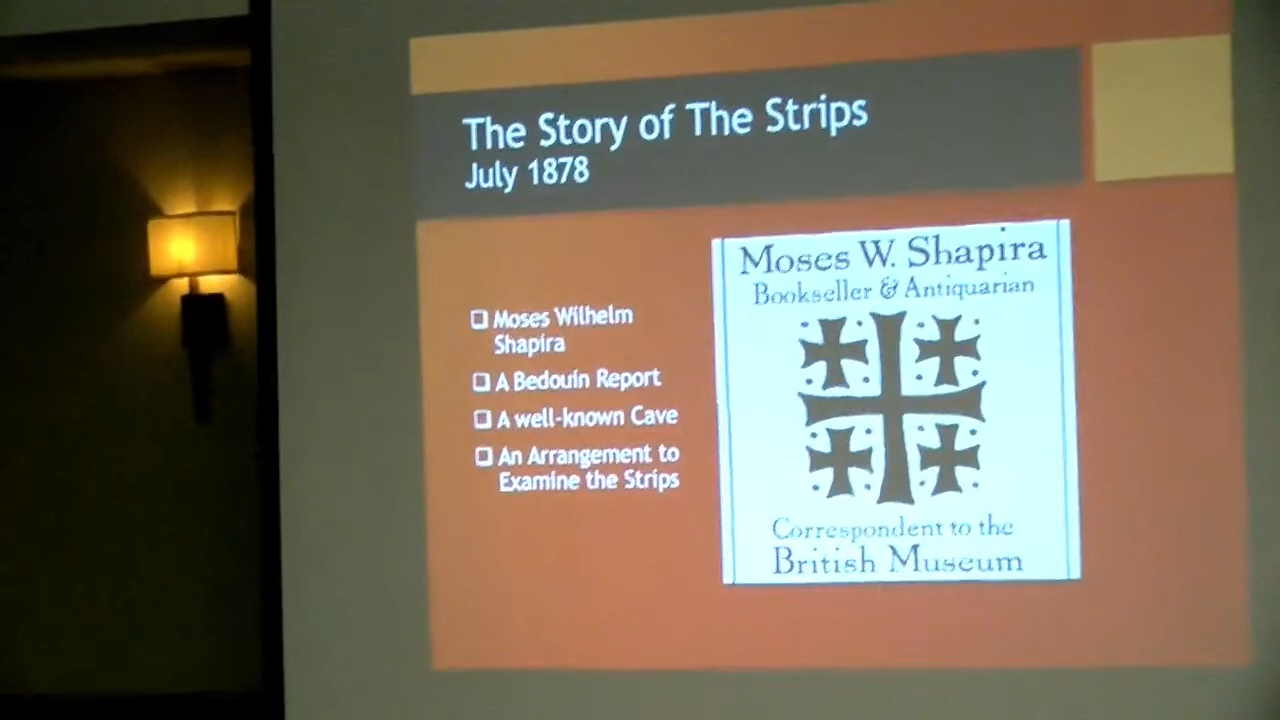 The Story of The Strips
July 1878
Moses Wilhelm
Shapira
A Bedouin Report
A well-known Cave
An Arrangement to
Examine the Strips
Moses W. Shapira
Bookseller & Antiquarian
Correspondent to the
British Museum